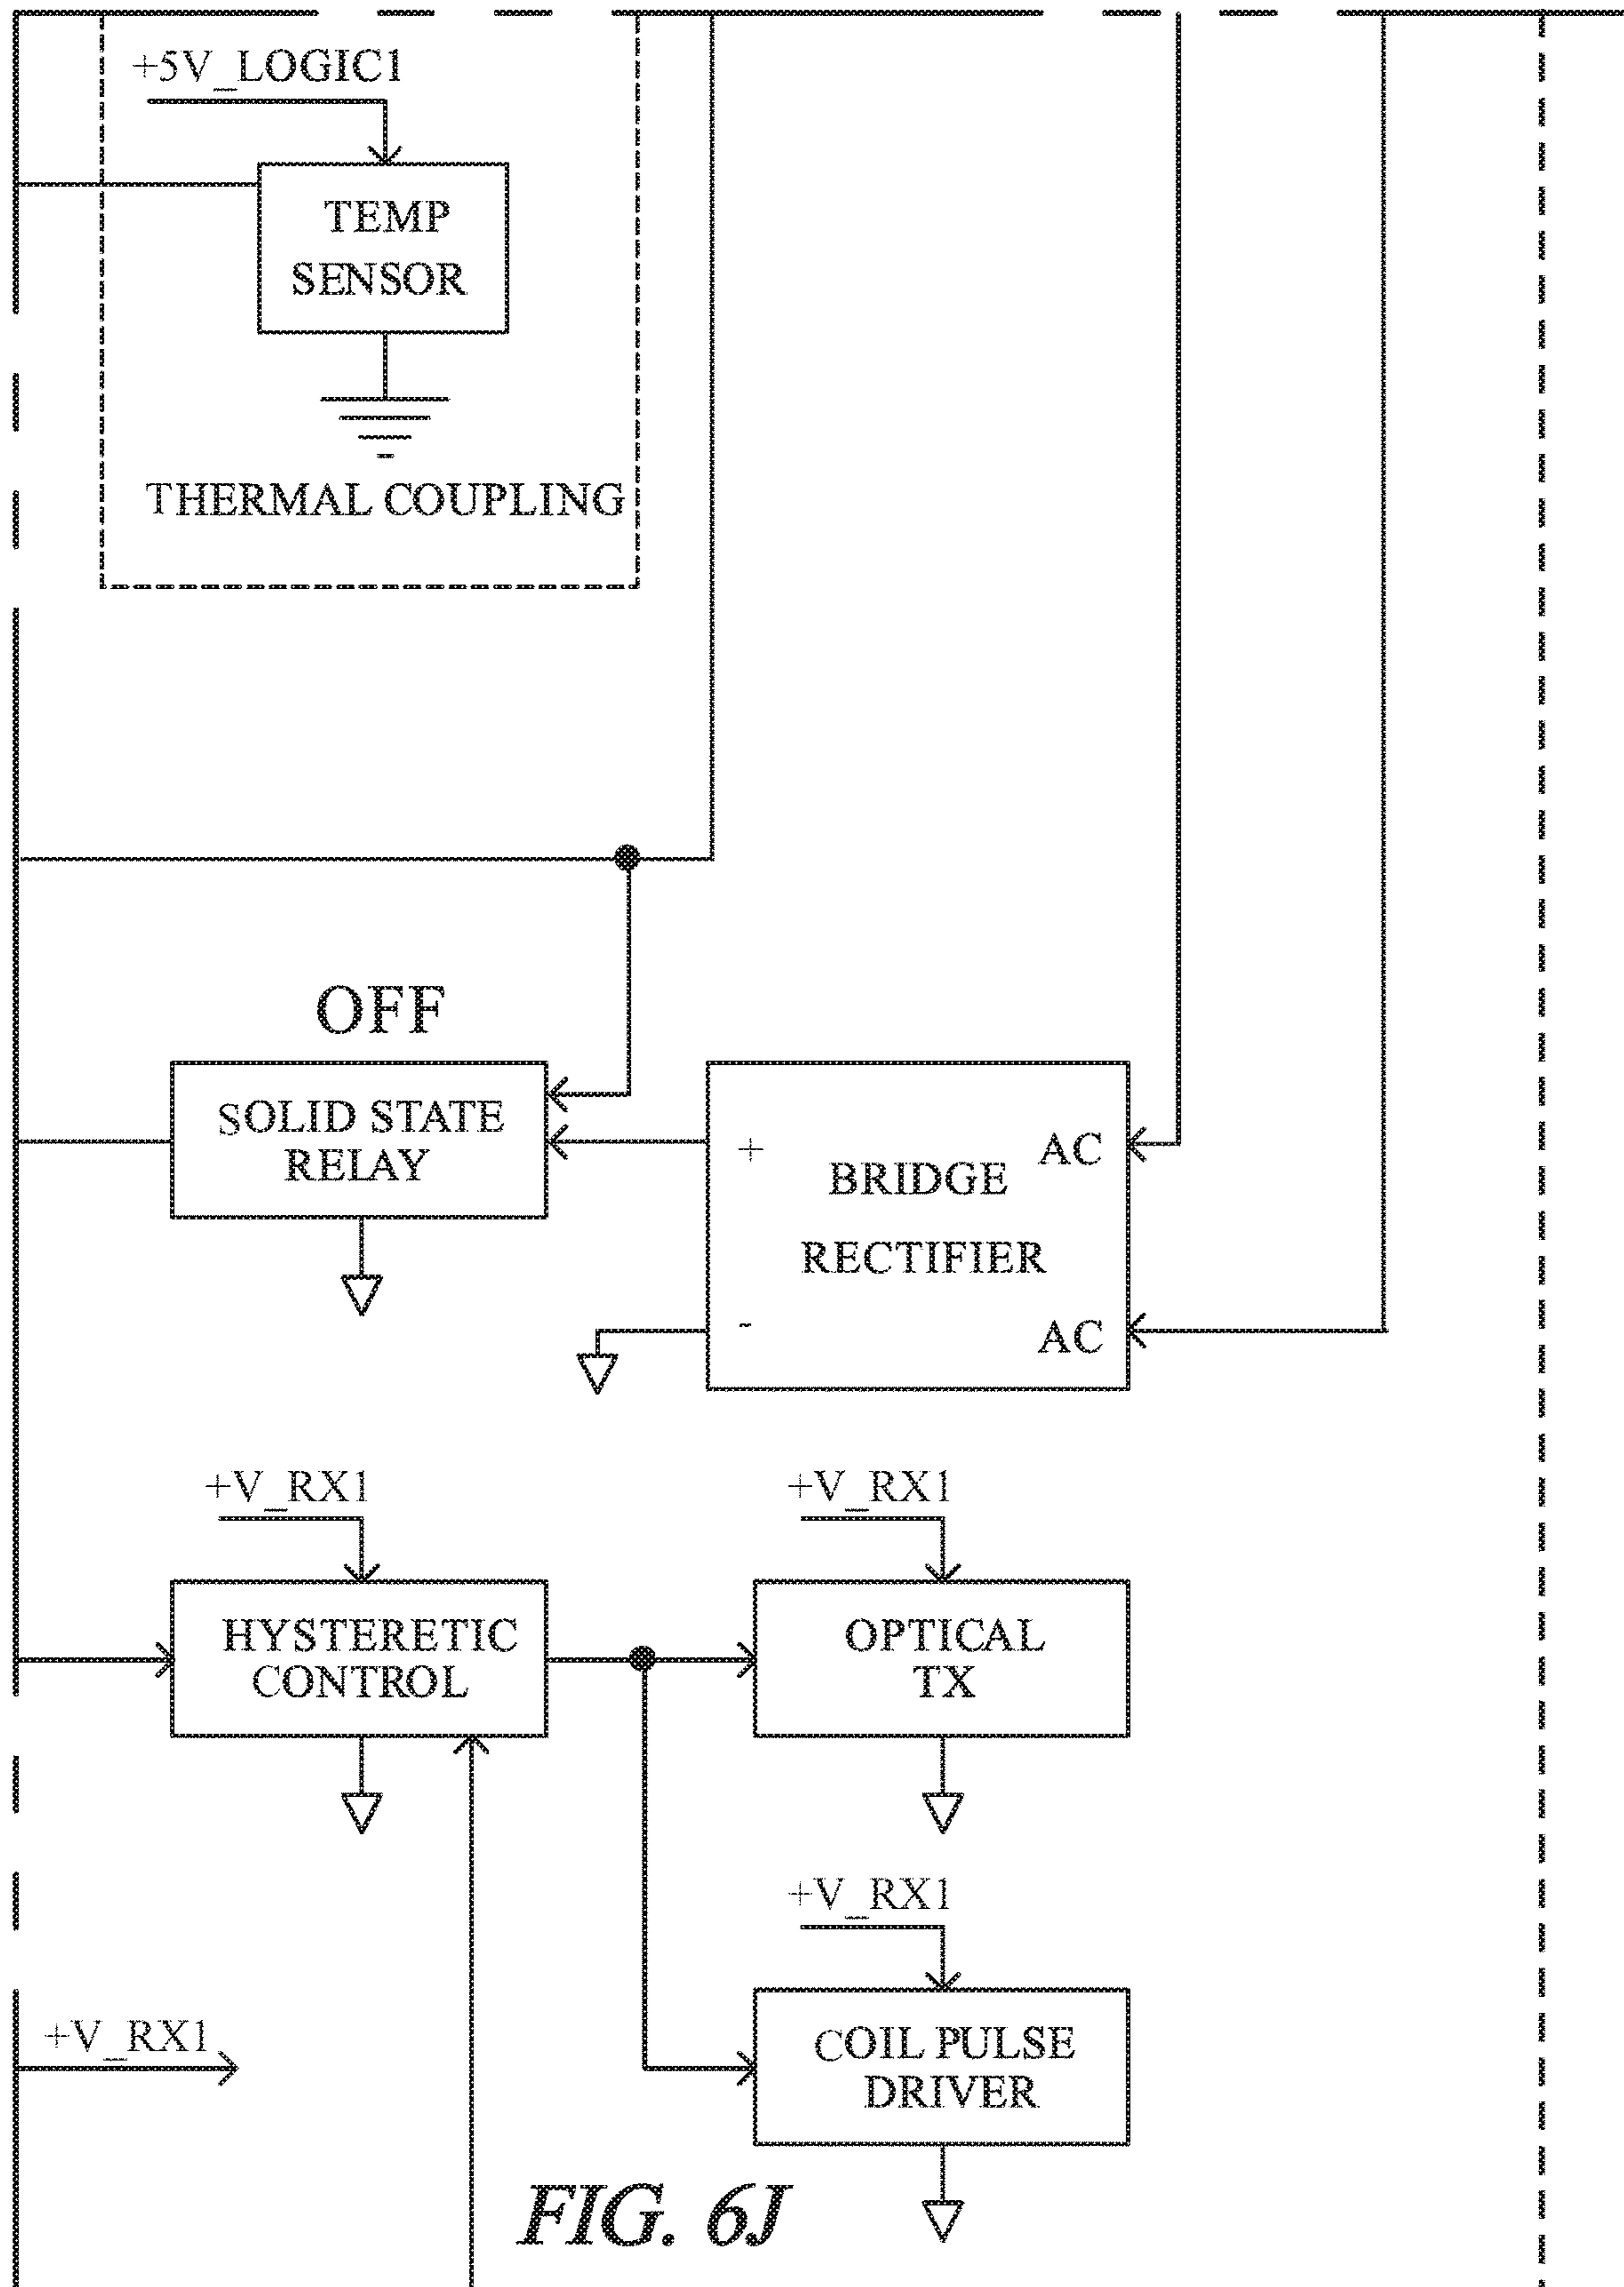 +5V_LOGIC1
TEMP
SENSOR
THERMAL COUPLING
OFF
SOLID STATE
RELAY
+
AC
BRIDGE
RECTIFIER
-
AC
+V_RX1
+V_RX1
HYSTERETIC
CONTROL
OPTICAL
TX
+V_RX1
+V_RX1
COIL PULSE
DRIVER
FIG. 6J